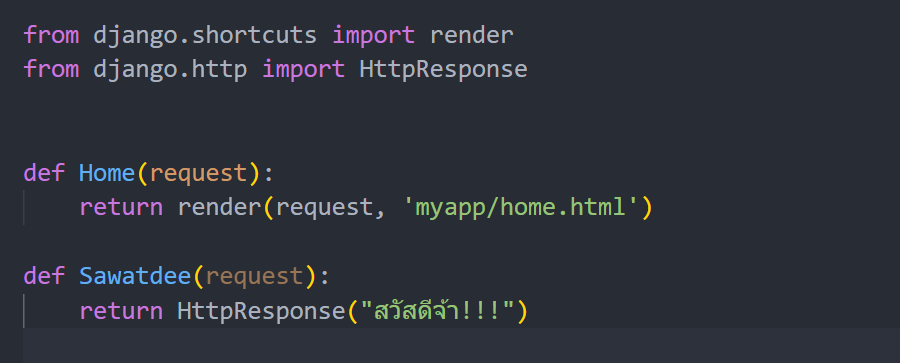 from django.shortcuts import render
from django.http import HttpResponse
def Home(request):
return render(request, 'myapp/home.html')
def Sawatdee(request):
return HttpResponse("สวัสดีจ้า!!!")